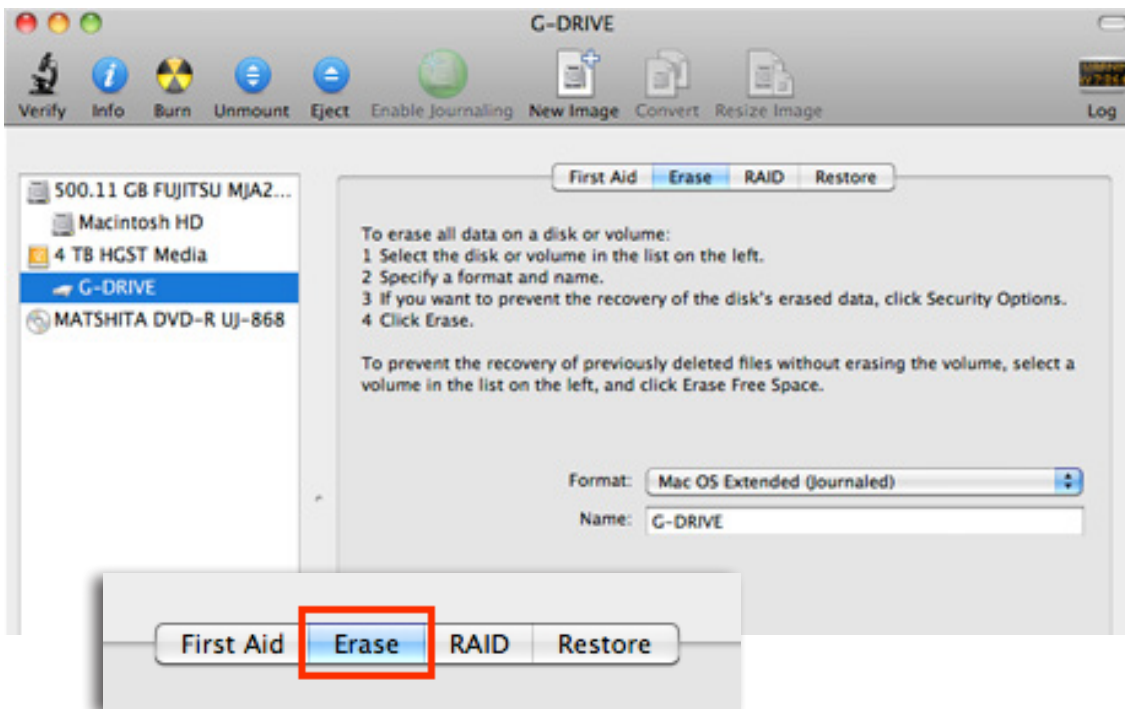 G-DRIVE
Verify Info Burn Unmount Eject Enable Journaling New Image Convert Resize Image Log
500.11 GB FUJITSU MJA2...
Macintosh HD
4 TB HGST Media
G-DRIVE
MATSHITA DVD-R UJ-868
First Aid Erase RAID Restore
To erase all data on a disk or volume:
1 Select the disk or volume in the list on the left.
2 Specify a format and name.
3 If you want to prevent the recovery of the disk's erased data, click Security Options.
4 Click Erase.
To prevent the recovery of previously deleted files without erasing the volume, select a
volume in the list on the left, and click Erase Free Space.
Format: Mac OS Extended (Journaled)
Name: G-DRIVE
First Aid Erase RAID Restore